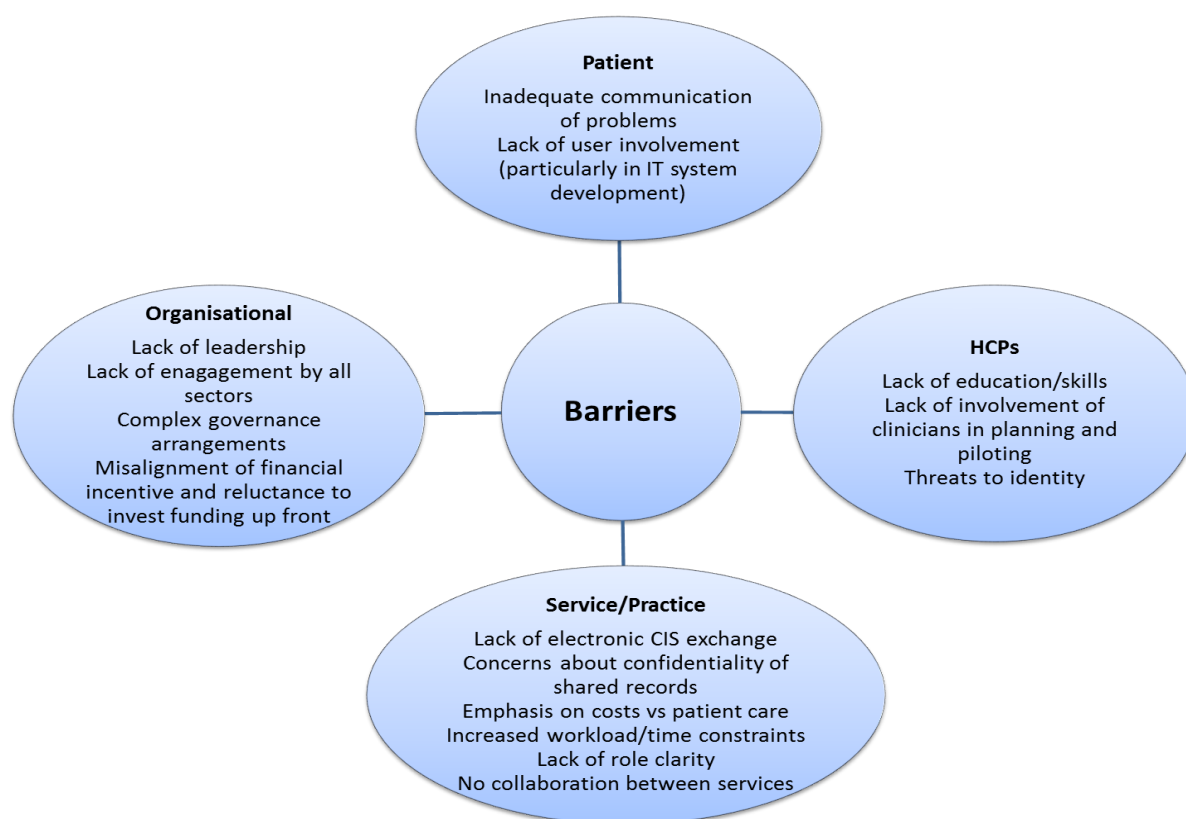 Patient
Inadequate communication
of problems
Lack of user involvement
(particularly in IT system
development)
Organisational
Lack of leadership
Lack of enagagement by all
sectors
Complex governance
arrangements
Misalignment of financial
incentive and reluctance to
invest funding up front
Barriers
HCPs
Lack of education/skills
Lack of involvement of
clinicians in planning and
piloting
Threats to identity
Service/Practice
Lack of electronic CIS exchange
Concerns about confidentiality of
shared records
Emphasis on costs vs patient care
Increased workload/time constraints
Lack of role clarity
No collaboration between services